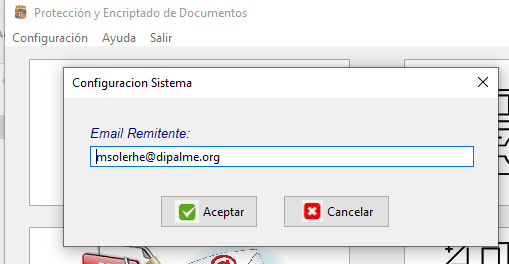 Protección y Encriptado de Documentos
Configuración Ayuda Salir
Configuracion Sistema
Email Remitente:
msolerhe@dipalme.org
Aceptar Cancelar